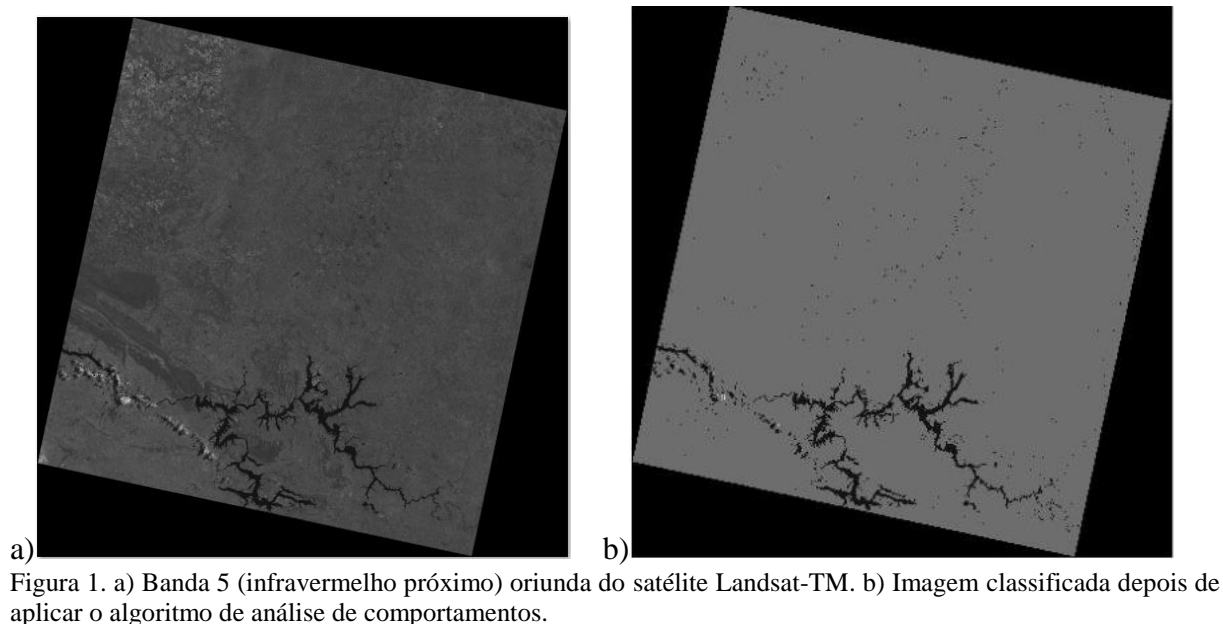 a) b)
Figura 1. a) Banda 5 (infravermelho próximo) oriunda do satélite Landsat-TM. b) Imagem classificada depois de
aplicar o algoritmo de análise de comportamentos.